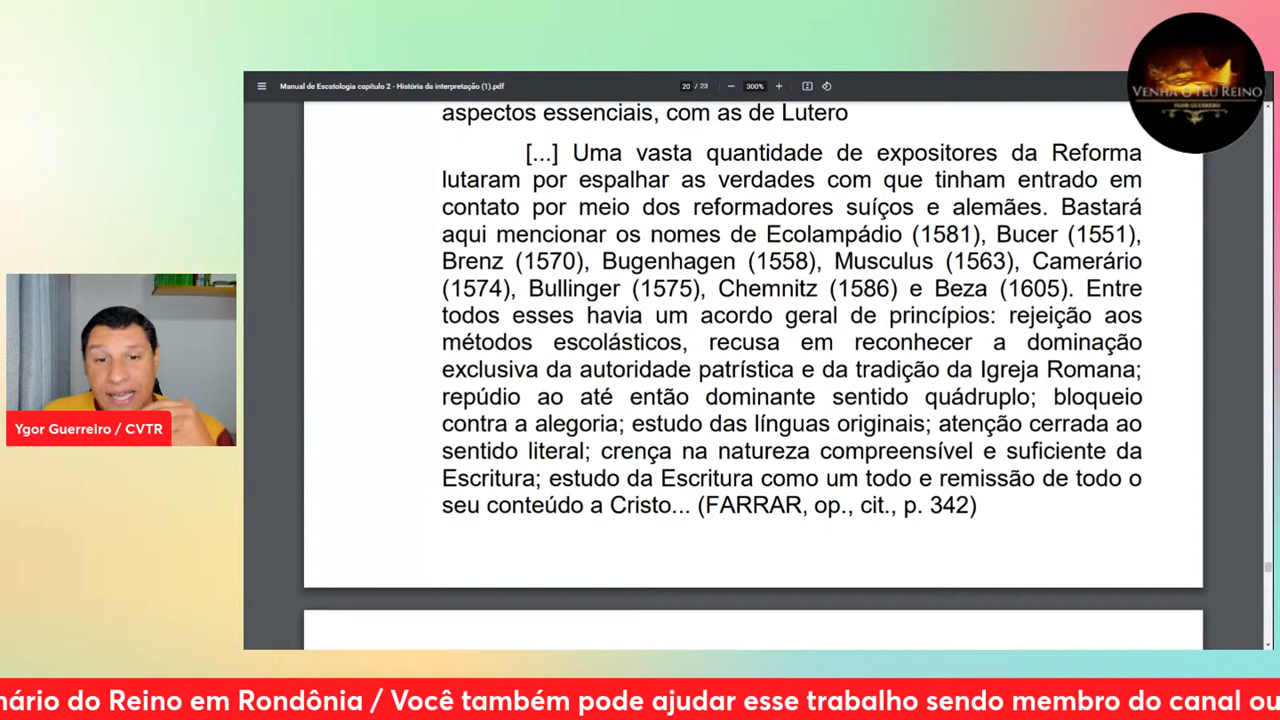 Manual de Escatologia capítulo 2 - História da interpretação (1).pdf
20 / 23
300%
VENHA O TEU REINO
YGOR GUERREIRO
aspectos essenciais, com as de Lutero
[...] Uma vasta quantidade de expositores da Reforma
lutaram por espalhar as verdades com que tinham entrado em
contato por meio dos reformadores suíços e alemães. Bastará
aqui mencionar os nomes de Ecolampádio (1581), Bucer (1551),
Brenz (1570), Bugenhagen (1558), Musculus (1563), Camerário
(1574), Bullinger (1575), Chemnitz (1586) e Beza (1605). Entre
todos esses havia um acordo geral de princípios: rejeição aos
métodos escolásticos, recusa em reconhecer a dominação
exclusiva da autoridade patrística e da tradição da Igreja Romana;
repúdio ao até então dominante sentido quádruplo; bloqueio
contra a alegoria; estudo das línguas originais; atenção cerrada ao
sentido literal; crença na natureza compreensível e suficiente da
Escritura; estudo da Escritura como um todo e remissão de todo o
seu conteúdo a Cristo... (FARRAR, op., cit., p. 342)
Ygor Guerreiro / CVTR
nário do Reino em Rondônia / Você também pode ajudar esse trabalho sendo membro do canal ou